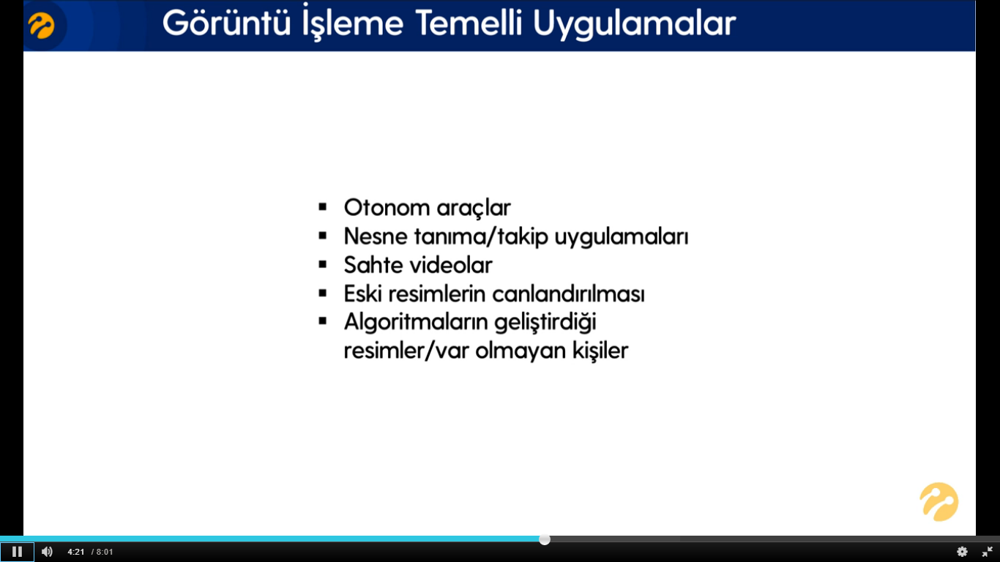 Görüntü İşleme Temelli Uygulamalar
▪ Otonom araçlar
▪ Nesne tanıma/takip uygulamaları
▪ Sahte videolar
▪ Eski resimlerin canlandırılması
▪ Algoritmaların geliştirdiği
resimler/var olmayan kişiler
4:21 / 8:01